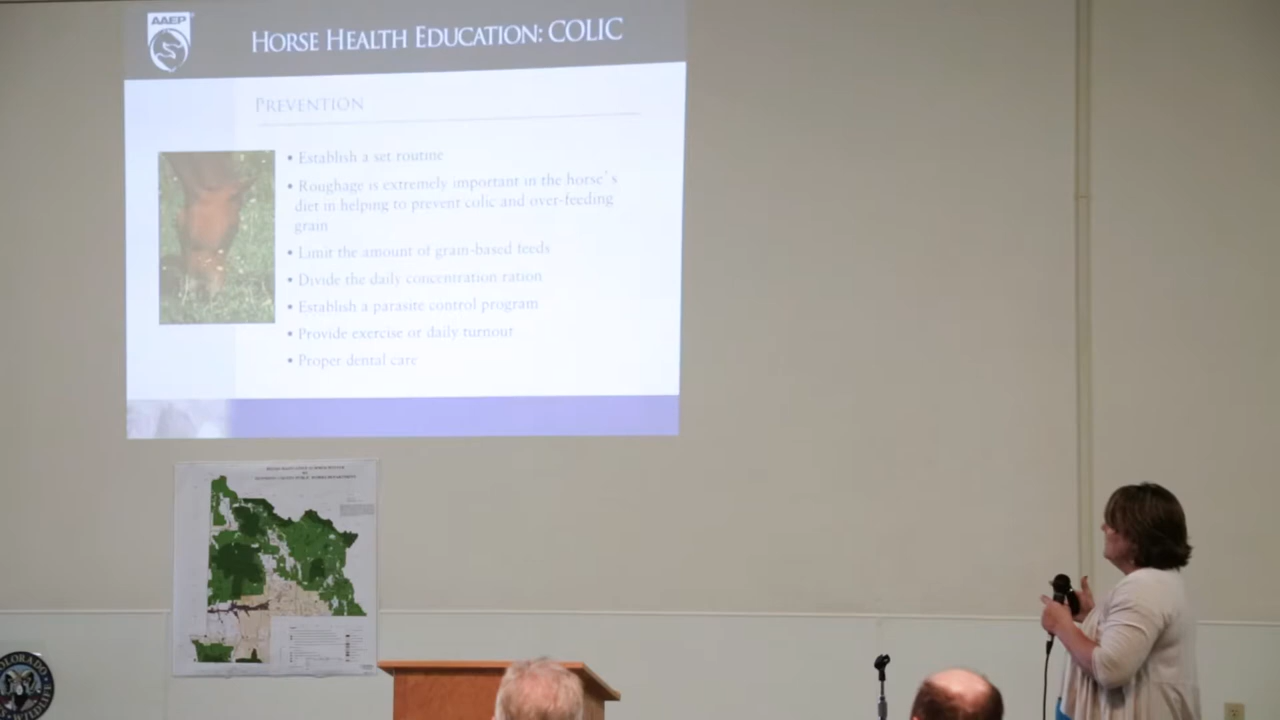 AAEP
HORSE HEALTH EDUCATION: COLIC
PREVENTION
• Establish a set routine
• Roughage is extremely important in the horse's
diet in helping to prevent colic and over-feeding
grain
• Limit the amount of grain-based feeds
• Divide the daily concentration ration
• Establish a parasite control program
• Provide exercise or daily turnout
• Proper dental care